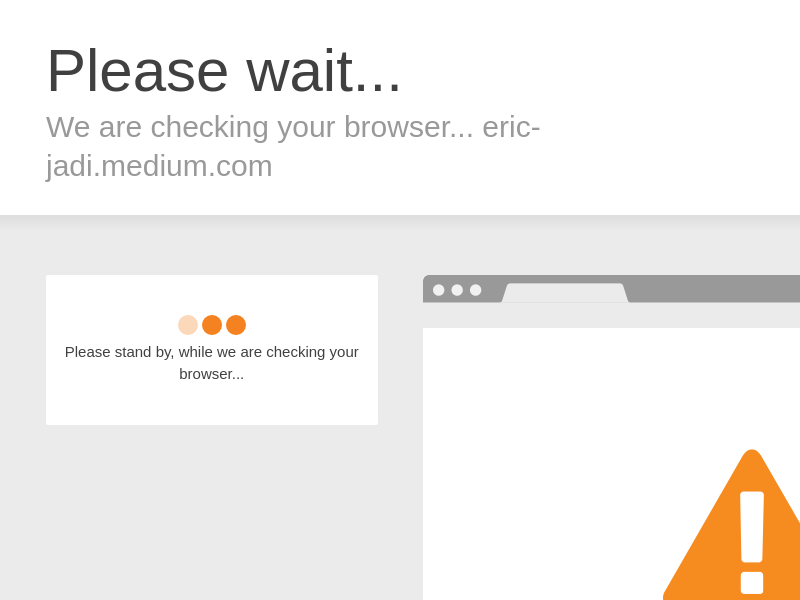 Please wait...
We are checking your browser... eric-
jadi.medium.com
Please stand by, while we are checking your
browser...